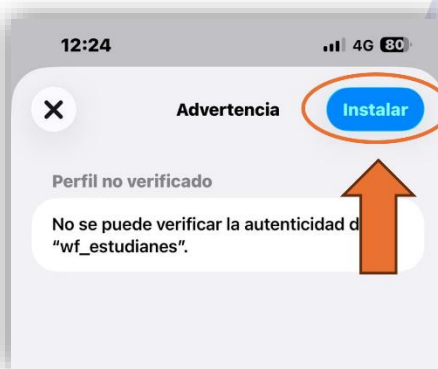 12:24
4G 80
Advertencia
Instalar
Perfil no verificado
No se puede verificar la autenticidad d
"wf_estudianes".